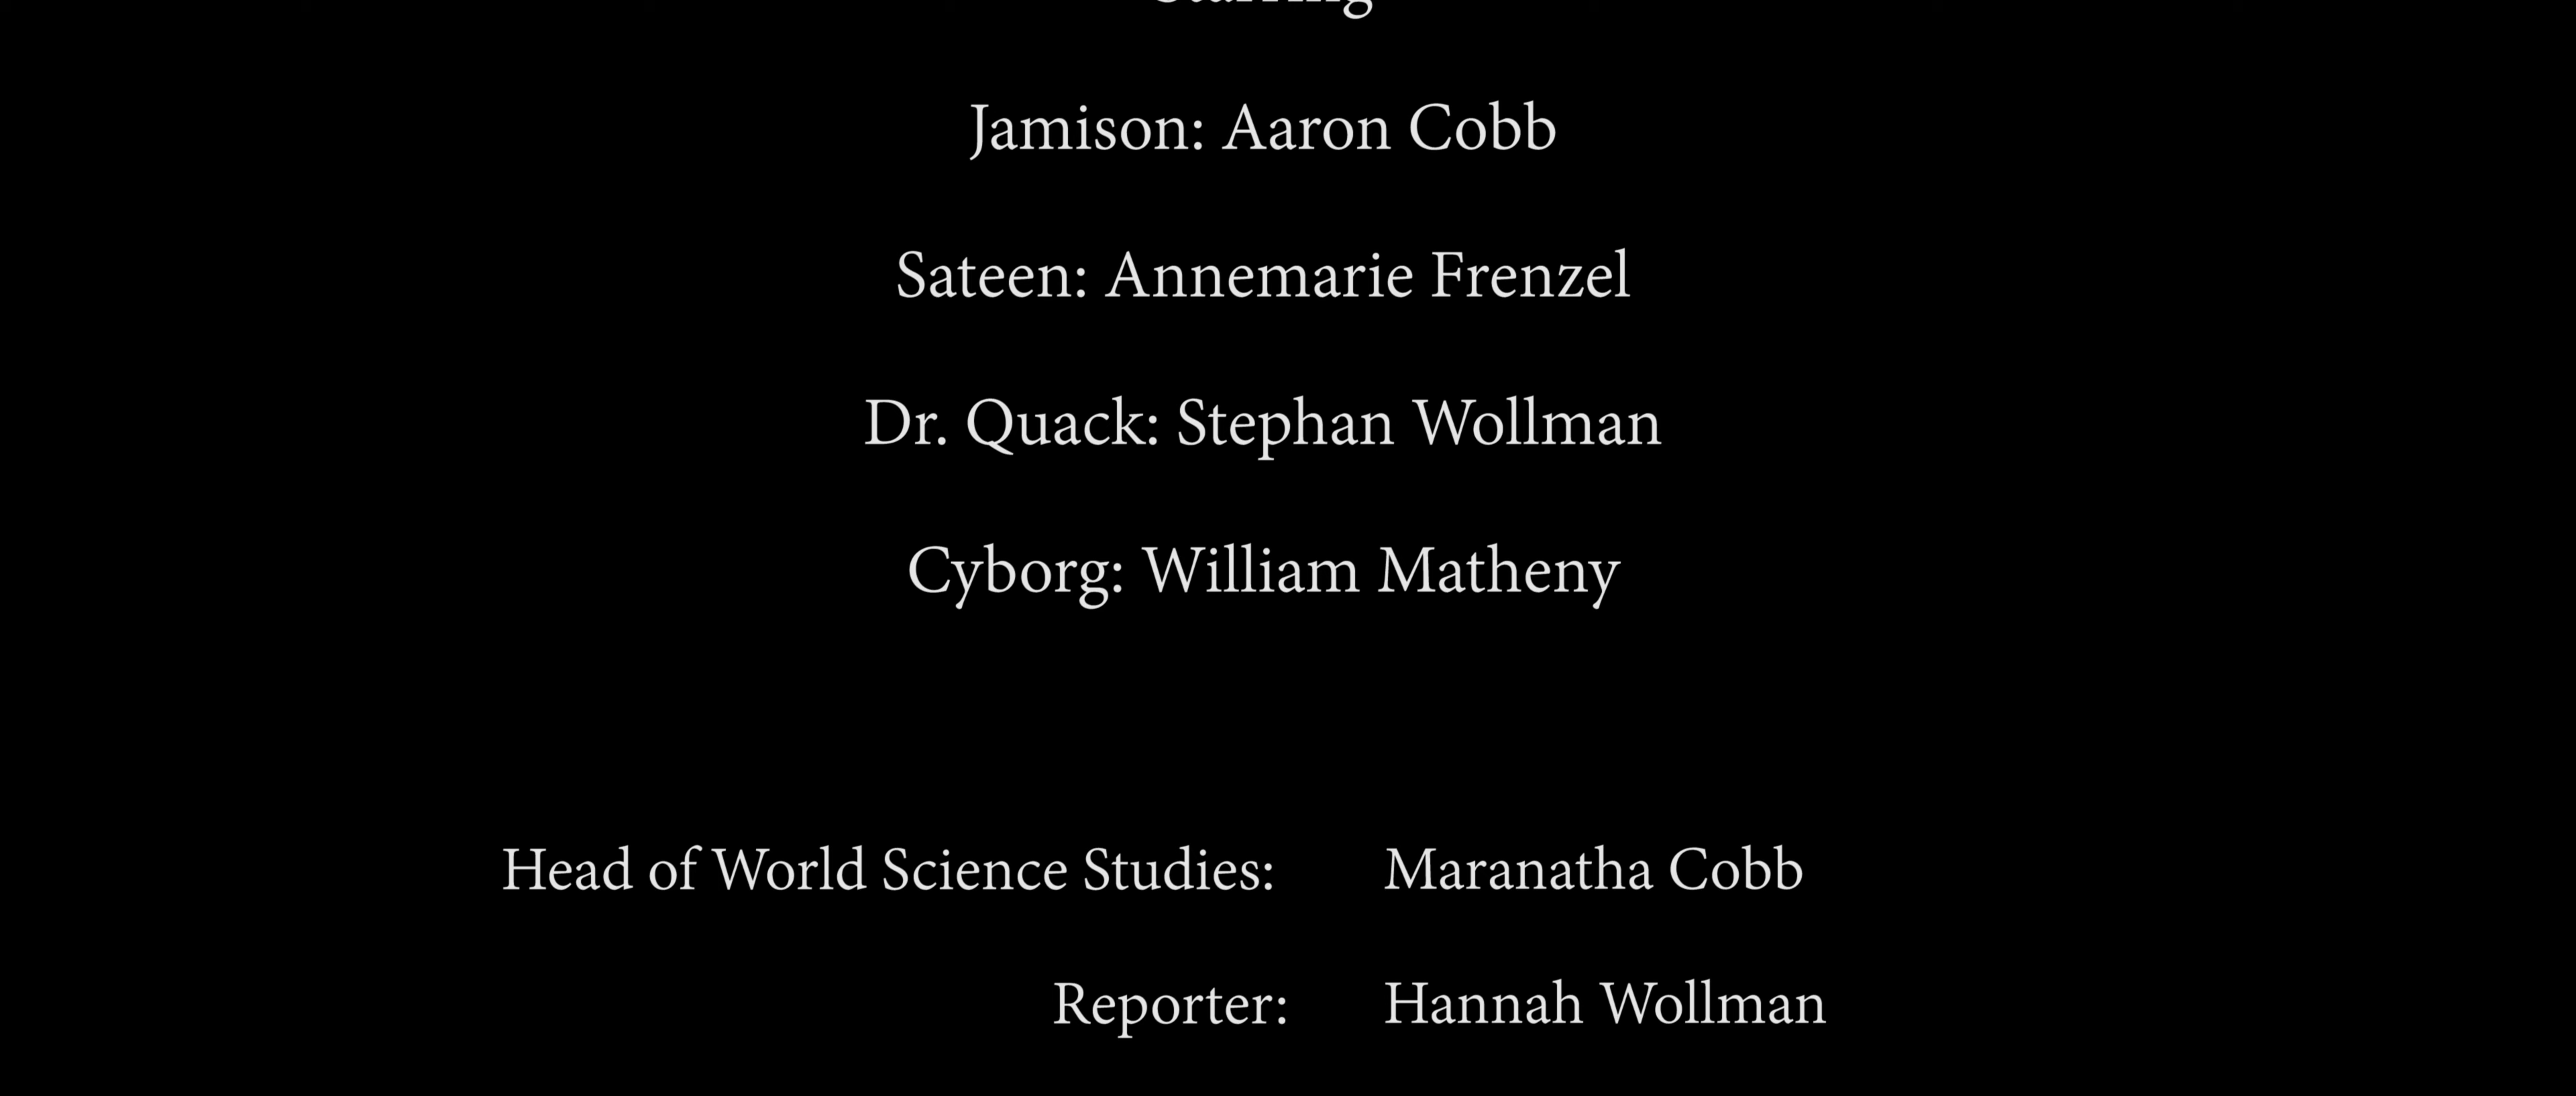 Starring
Jamison: Aaron Cobb
Sateen: Annemarie Frenzel
Dr. Quack: Stephan Wollman
Cyborg: William Matheny
Head of World Science Studies: Maranatha Cobb
Reporter: Hannah Wollman